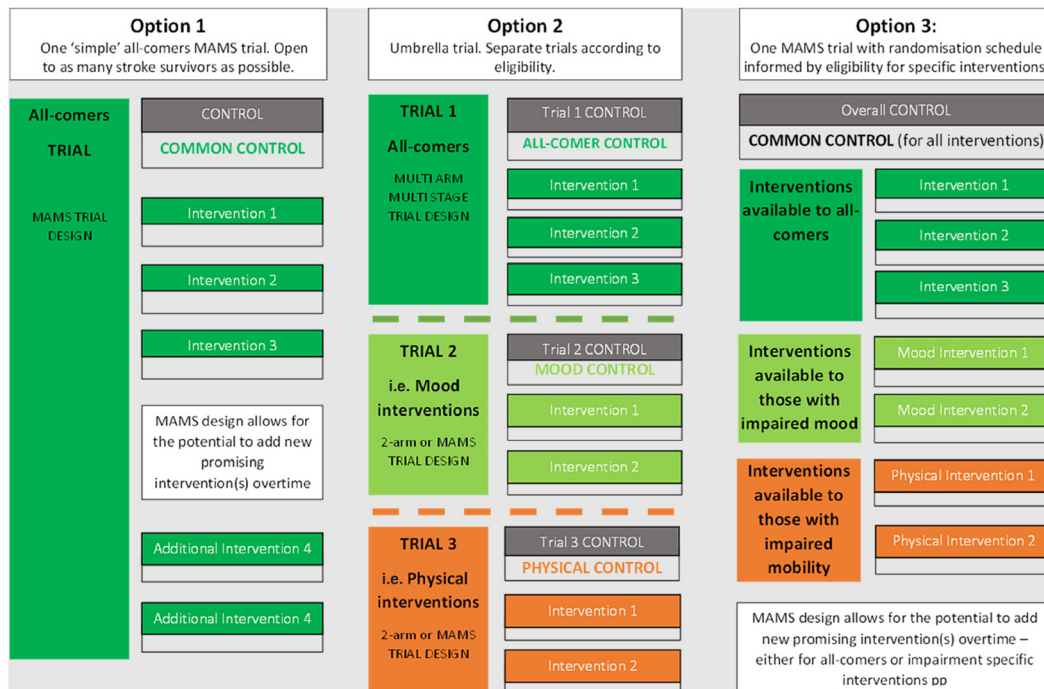 Option 1
One ‘simple’ all-comers MAMS trial. Open
to as many stroke survivors as possible.
All-comers
TRIAL
MAMS TRIAL
DESIGN
CONTROL
COMMON CONTROL
Intervention 1
Intervention 2
Intervention 3
MAMS design allows for
the potential to add new
promising
intervention(s) overtime
Additional Intervention 4
Additional Intervention 4
Option 2
Umbrella trial. Separate trials according to
eligibility.
TRIAL 1
All-comers
MULTI ARM
MULTI STAGE
TRIAL DESIGN
Trial 1 CONTROL
ALL-COMER CONTROL
Intervention 1
Intervention 2
Intervention 3
TRIAL 2
i.e. Mood
interventions
2-arm or MAMS
TRIAL DESIGN
Trial 2 CONTROL
MOOD CONTROL
Intervention 1
Intervention 2
TRIAL 3
i.e. Physical
interventions
2-arm or MAMS
TRIAL DESIGN
Trial 3 CONTROL
PHYSICAL CONTROL
Intervention 1
Intervention 2
Option 3:
One MAMS trial with randomisation schedule
informed by eligibility for specific interventions
Overall CONTROL
COMMON CONTROL (for all interventions)
Interventions
available to all-
comers
Intervention 1
Intervention 2
Intervention 3
Interventions
available to
those with
impaired mood
Mood Intervention 1
Mood Intervention 2
Interventions
available to
those with
impaired
mobility
Physical Intervention 1
Physical Intervention 2
MAMS design allows for the potential to add
new promising intervention(s) overtime –
either for all-comers or impairment specific
interventions pp